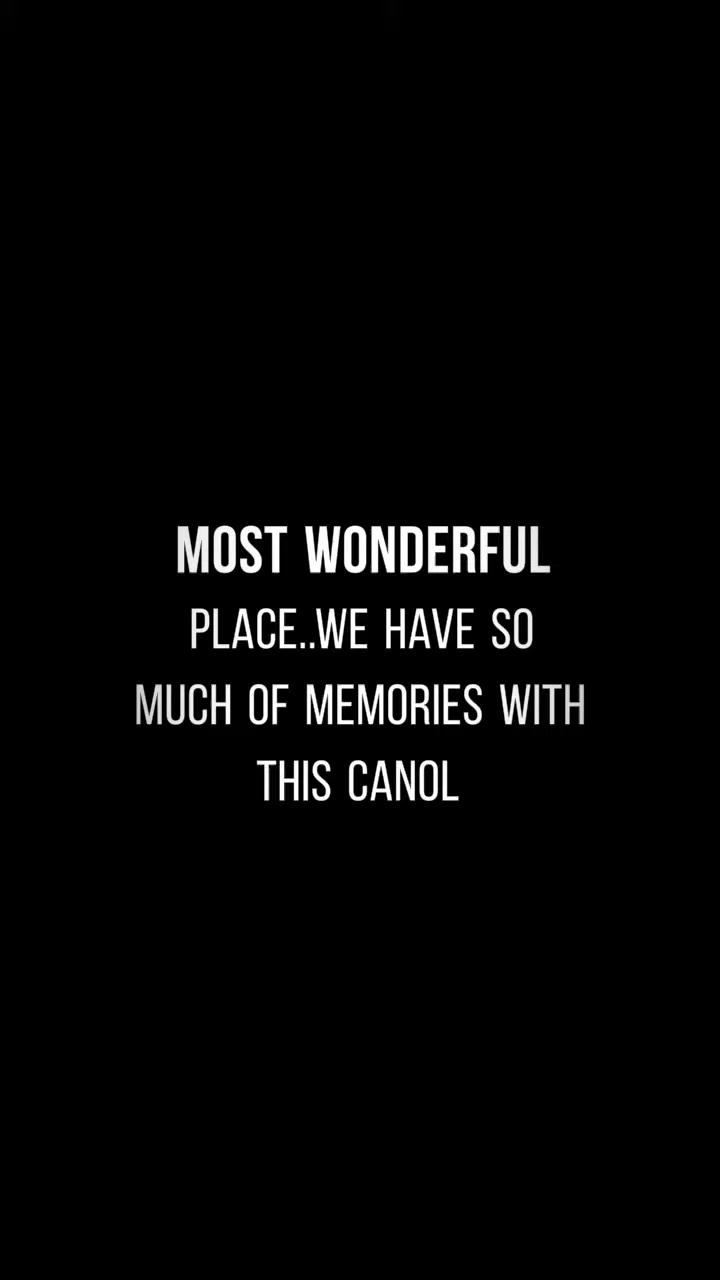 MOST WONDERFUL
PLACE..WE HAVE SO
MUCH OF MEMORIES WITH
THIS CANOL